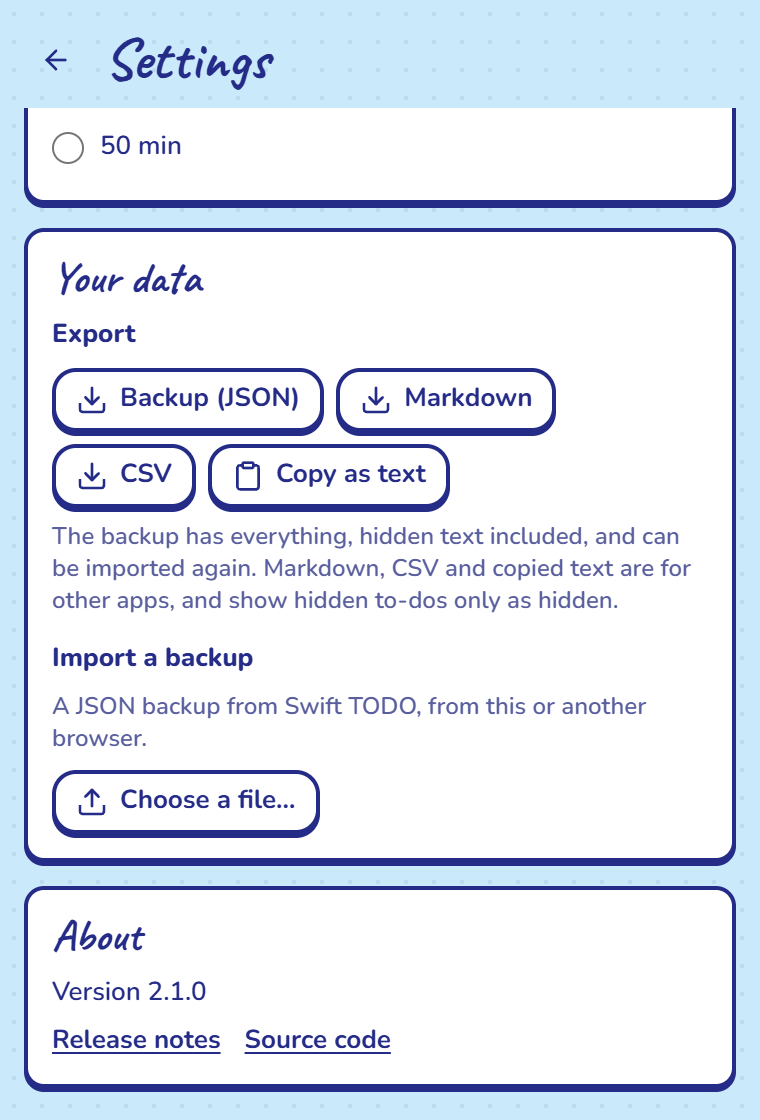 Settings
50 min
Your data
Export
Backup (JSON)
Markdown
CSV
Copy as text
The backup has everything, hidden text included, and can
be imported again. Markdown, CSV and copied text are for
other apps, and show hidden to-dos only as hidden.
Import a backup
A JSON backup from Swift TODO, from this or another
browser.
Choose a file...
About
Version 2.1.0
Release notes
Source code